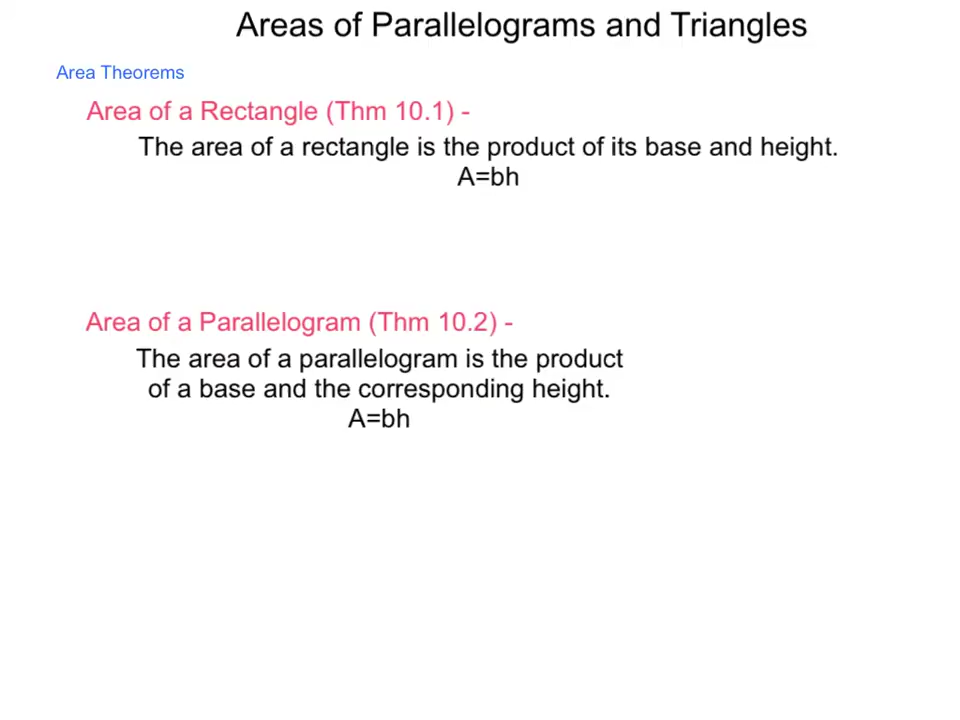 Areas of Parallelograms and Triangles
Area Theorems
Area of a Rectangle (Thm 10.1) -
The area of a rectangle is the product of its base and height.
A=bh
Area of a Parallelogram (Thm 10.2) -
The area of a parallelogram is the product
of a base and the corresponding height.
A=bh